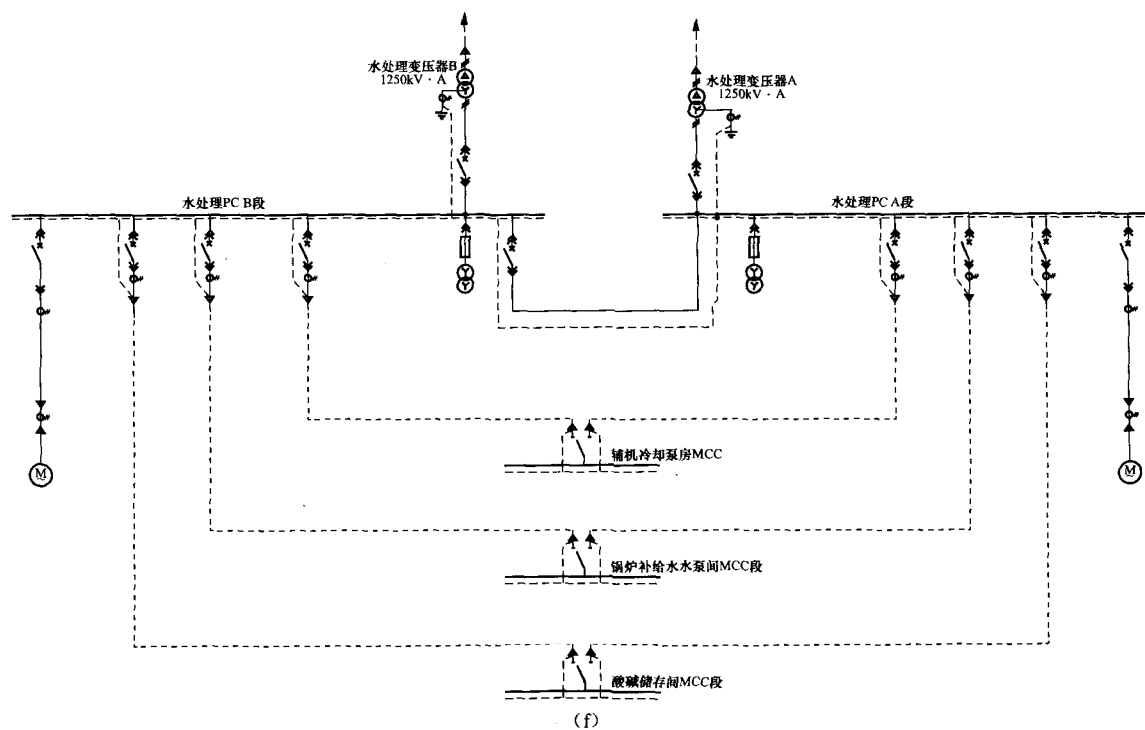 水处理变压器B
1250kV·A
水处理变压器A
1250kV·A
水处理PC B段
水处理PC A段
M
M
辅机冷却泵房MCC
锅炉补给水水泵间MCC段
酸碱储存间MCC段
(f)